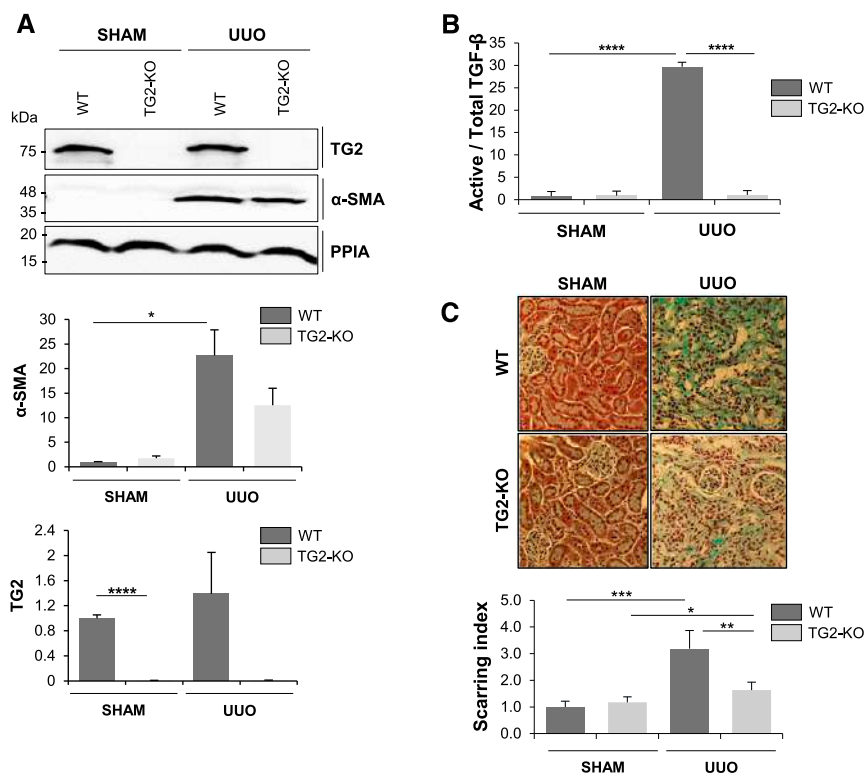 A
SHAM UUO
WT TG2-KO WT TG2-KO
kDa
75 TG2
48
35
α-SMA
20
15
PPIA
WT
TG2-KO
α-SMA
30
25
20
15
10
5
0
*
SHAM UUO
WT
TG2-KO
TG2
2.4
2
1.6
1.2
0.8
0.4
0
****
SHAM UUO
B
Active / Total TGF-β
35
30
25
20
15
10
5
0
**** ****
WT
TG2-KO
SHAM UUO
C
SHAM UUO
WT
TG2-KO
Scarring index
5.0
4.0
3.0
2.0
1.0
0.0
***
*
**
WT
TG2-KO
SHAM UUO